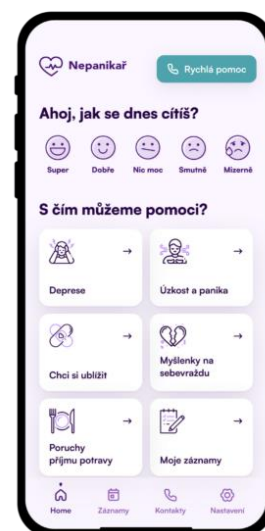 Nepanikař
Rychlá pomoc
Ahoj, jak se dnes cítíš?
Super Dobře Nic moc Smutně Mizerně
S čím můžeme pomoci?
Deprese
Úzkost a panika
Chci si ublížit
Myšlenky na
sebevraždu
Poruchy
příjmu potravy
Moje záznamy
Home Záznamy Kontakty Nastavení